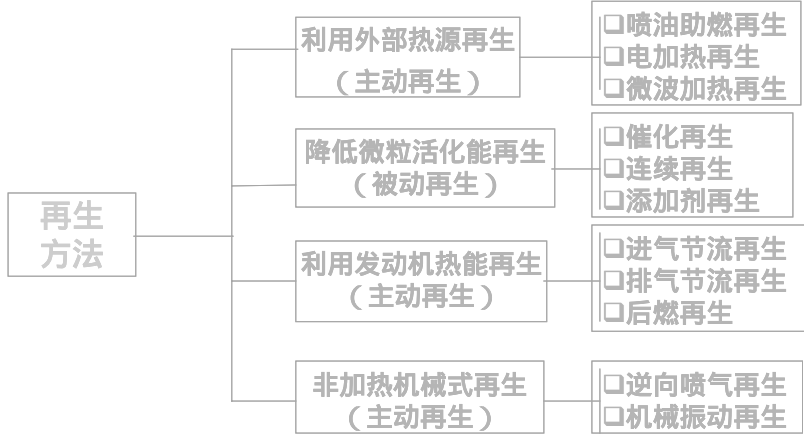 再生
方法
利用外部热源再生
（主动再生）
❑喷油助燃再生
❑电加热再生
❑微波加热再生
降低微粒活化能再生
（被动再生）
❑催化再生
❑连续再生
❑添加剂再生
利用发动机热能再生
（主动再生）
❑进气节流再生
❑排气节流再生
❑后燃再生
非加热机械式再生
（主动再生）
❑逆向喷气再生
❑机械振动再生